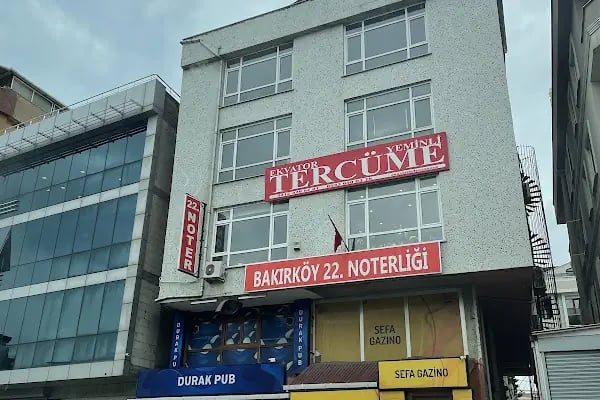 EKVATOR YEMİNLİ
TERCÜME
22. NOTER
BAKIRKÖY 22. NOTERLİĞİ
DURAK PUB
SEFA
GAZİNO
DURAK PUB
SEFA GAZİNO